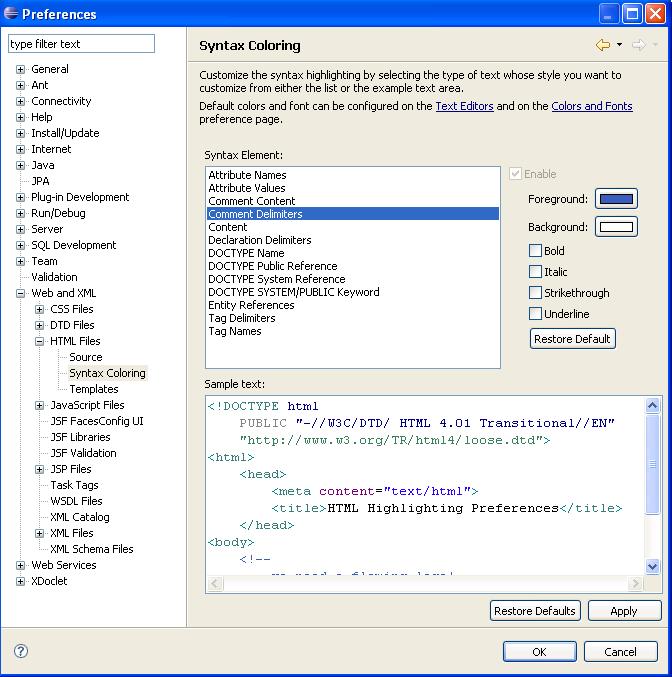 Preferences
type filter text
General
Ant
Connectivity
Help
Install/Update
Internet
Java
JPA
Plug-in Development
Run/Debug
Server
SQL Development
Team
Validation
Web and XML
CSS Files
DTD Files
HTML Files
Source
Syntax Coloring
Templates
JavaScript Files
JSF FacesConfig UI
JSF Libraries
JSF Validation
JSP Files
Task Tags
WSDL Files
XML Catalog
XML Files
XML Schema Files
Web Services
XDoclet
Syntax Coloring
Customize the syntax highlighting by selecting the type of text whose style you want to
customize from either the list or the example text area.
Default colors and font can be configured on the Text Editors and on the Colors and Fonts
preference page.
Syntax Element:
Attribute Names
Attribute Values
Comment Content
Comment Delimiters
Content
Declaration Delimiters
DOCTYPE Name
DOCTYPE Public Reference
DOCTYPE System Reference
DOCTYPE SYSTEM/PUBLIC Keyword
Entity References
Tag Delimiters
Tag Names
Enable
Foreground:
Background:
Bold
Italic
Strikethrough
Underline
Restore Default
Sample text:
<!DOCTYPE html
PUBLIC "-//W3C/DTD/ HTML 4.01 Transitional//EN"
"http://www.w3.org/TR/html4/loose.dtd">
<html>
<head>
<meta content="text/html">
<title>HTML Highlighting Preferences</title>
</head>
<body>
<!--
Restore Defaults
Apply
?
OK
Cancel